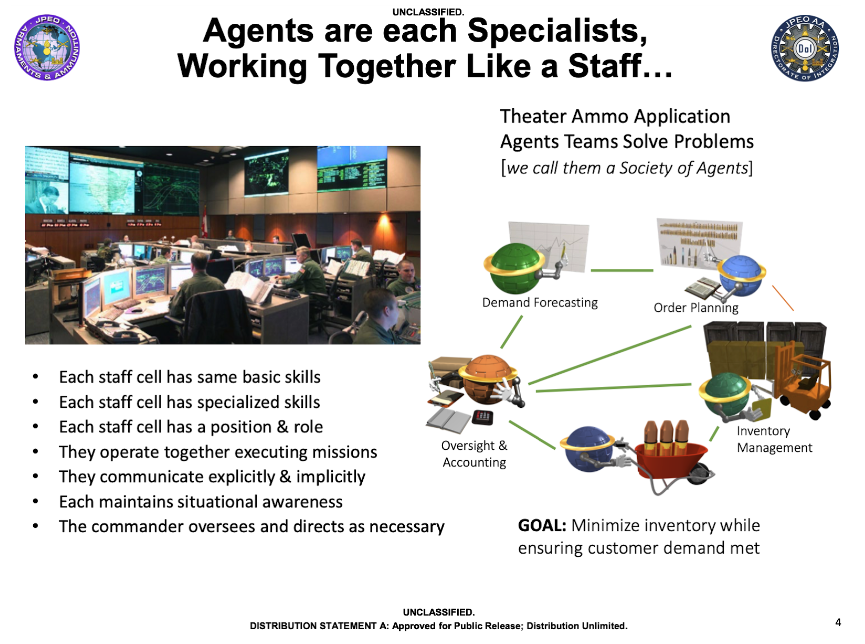 UNCLASSIFIED.
Agents are each Specialists,
Working Together Like a Staff…
JPEO
ARMAMENTS & AMMUNITION
JPEO AA
DoI
DIRECTORATE OF INTEGRATION
Theater Ammo Application
Agents Teams Solve Problems
[we call them a Society of Agents]
Demand Forecasting
Order Planning
Oversight &
Accounting
Inventory
Management
• Each staff cell has same basic skills
• Each staff cell has specialized skills
• Each staff cell has a position & role
• They operate together executing missions
• They communicate explicitly & implicitly
• Each maintains situational awareness
• The commander oversees and directs as necessary
GOAL: Minimize inventory while
ensuring customer demand met
UNCLASSIFIED.
DISTRIBUTION STATEMENT A: Approved for Public Release; Distribution Unlimited.
4